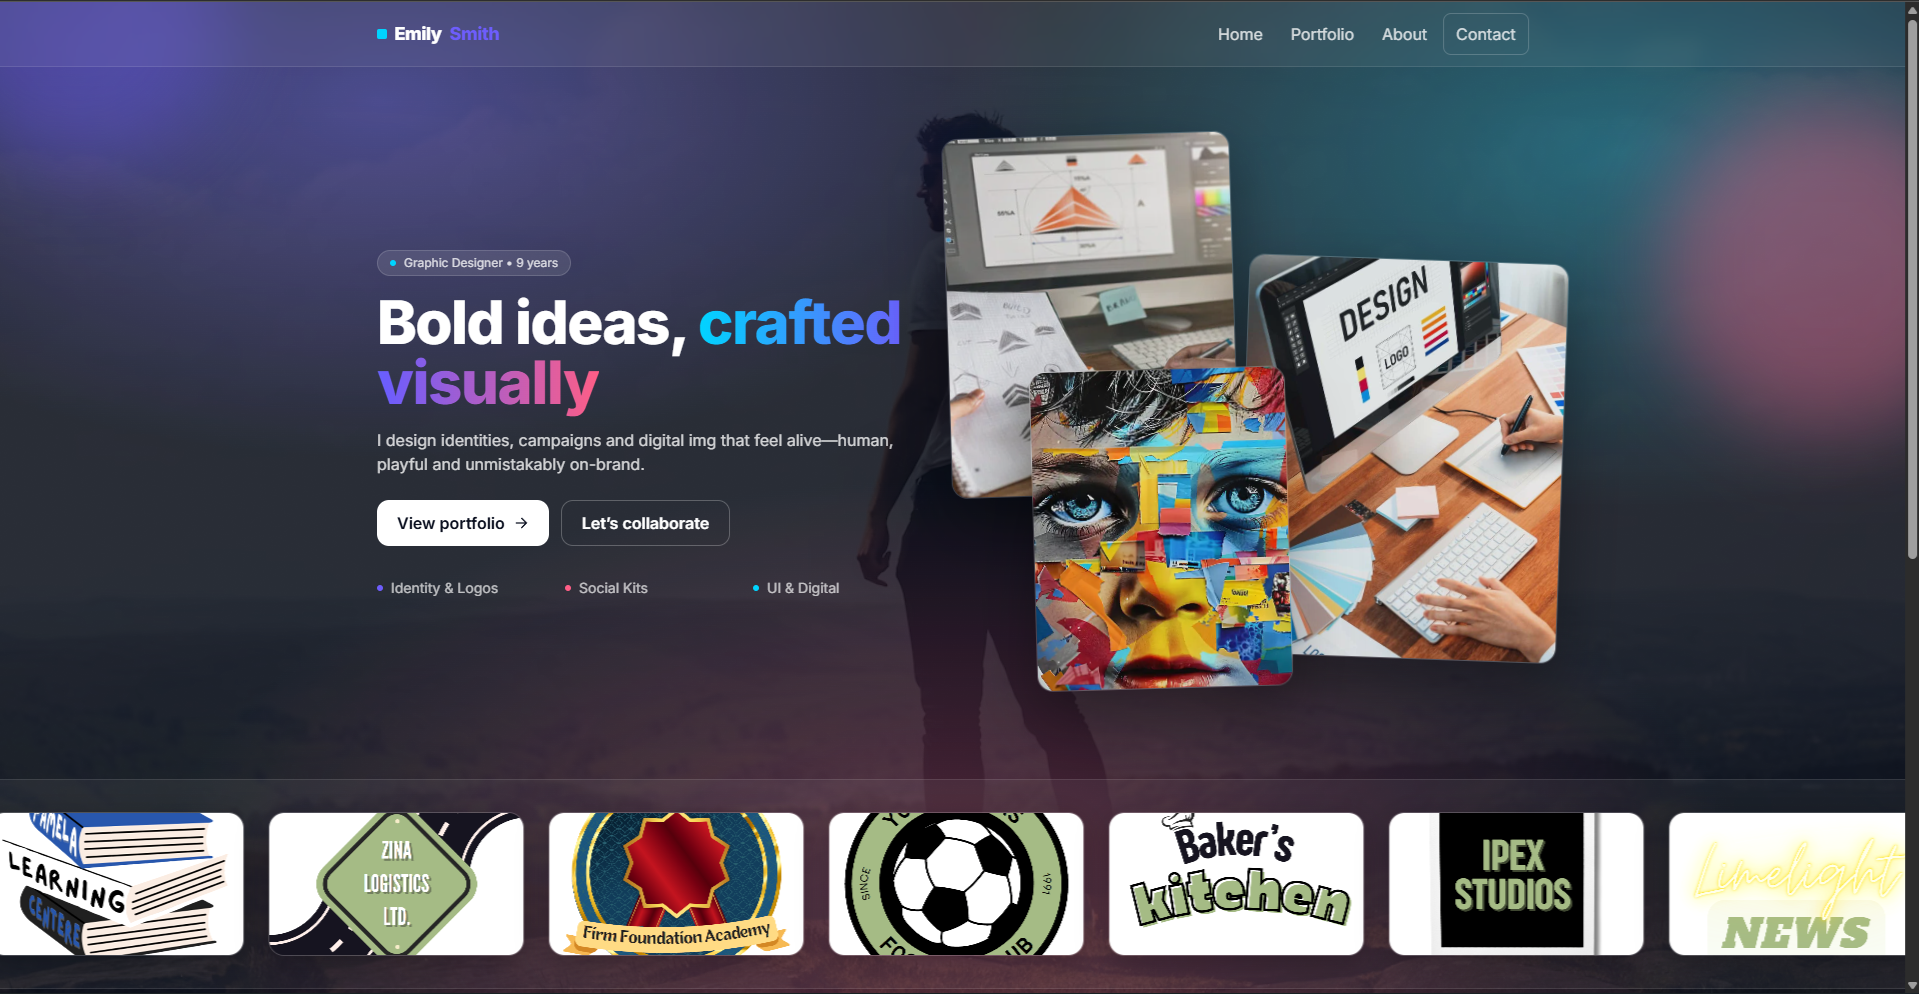 Emily Smith
Home
Portfolio
About
Contact
Graphic Designer • 9 years
Bold ideas, crafted
visually
I design identities, campaigns and digital img that feel alive—human,
playful and unmistakably on-brand.
View portfolio →
Let's collaborate
Identity & Logos
Social Kits
UI & Digital
DESIGN
LOGO
PAMELA
LEARNING
CENTERE
ZINA
LOGISTICS
LTD.
Firm Foundation Academy
SINCE
1991
Baker's
kitchen
IPEX
STUDIOS
Limelight
NEWS